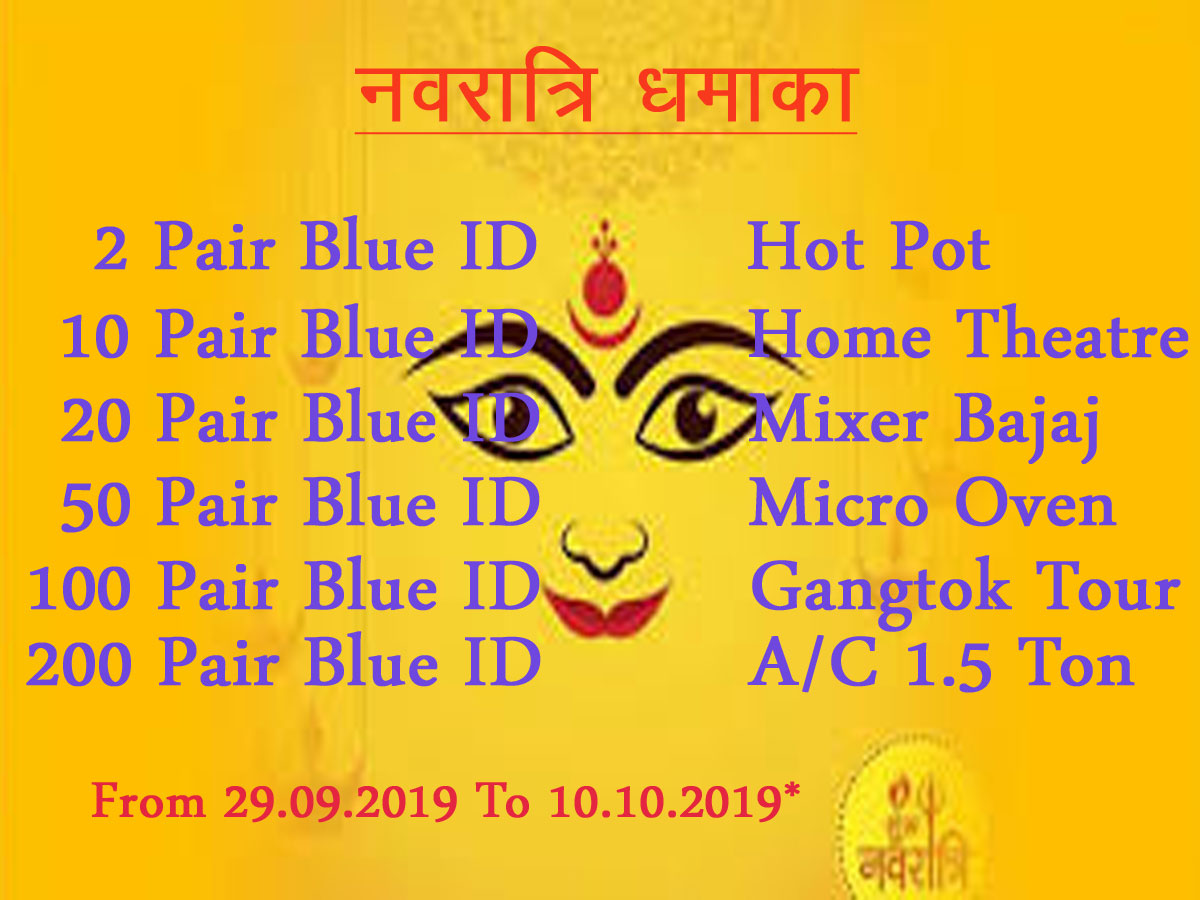 नवरात्रि धमाका
2 Pair Blue ID Hot Pot
10 Pair Blue ID Home Theatre
20 Pair Blue ID Mixer Bajaj
50 Pair Blue ID Micro Oven
100 Pair Blue ID Gangtok Tour
200 Pair Blue ID A/C 1.5 Ton
From 29.09.2019 To 10.10.2019*
नवरात्रि